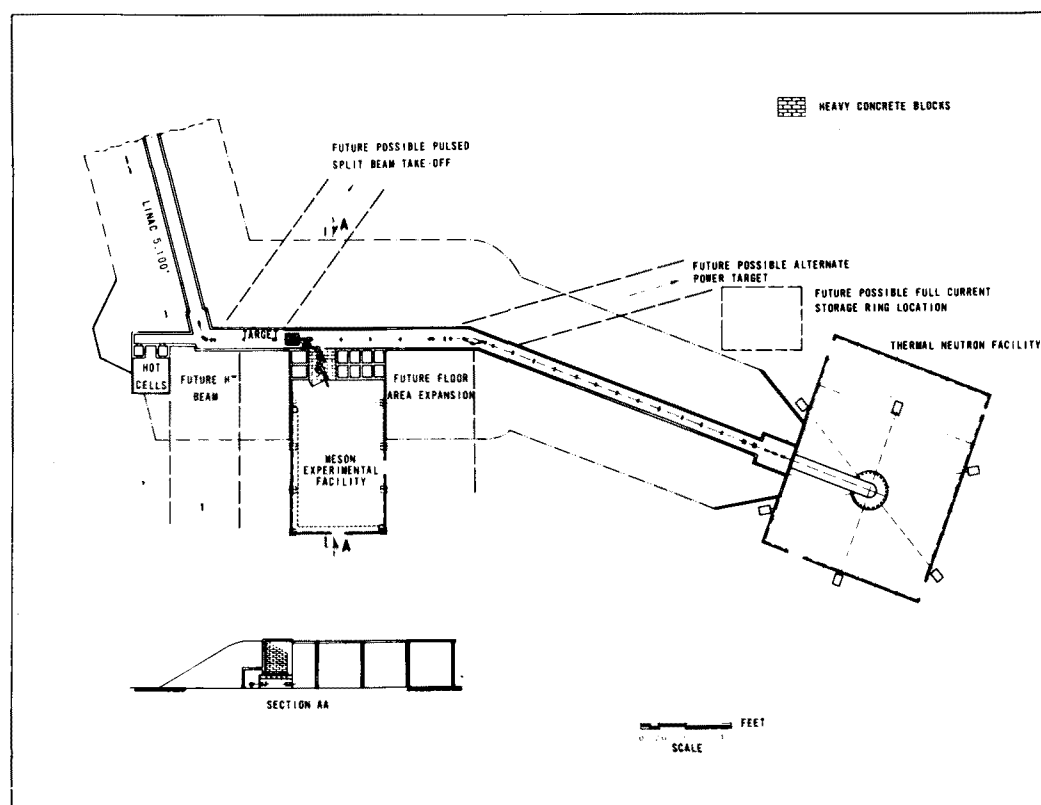 HEAVY CONCRETE BLOCKS
FUTURE POSSIBLE PULSED
SPLIT BEAM TAKE-OFF
LINAC 5,100'
A
FUTURE POSSIBLE ALTERNATE
POWER TARGET
FUTURE POSSIBLE FULL CURRENT
STORAGE RING LOCATION
THERMAL NEUTRON FACILITY
TARGET
HOT
CELLS
FUTURE H⁻
BEAM
FUTURE FLOOR
AREA EXPANSION
MESON
EXPERIMENTAL
FACILITY
A
SECTION AA
FEET
SCALE